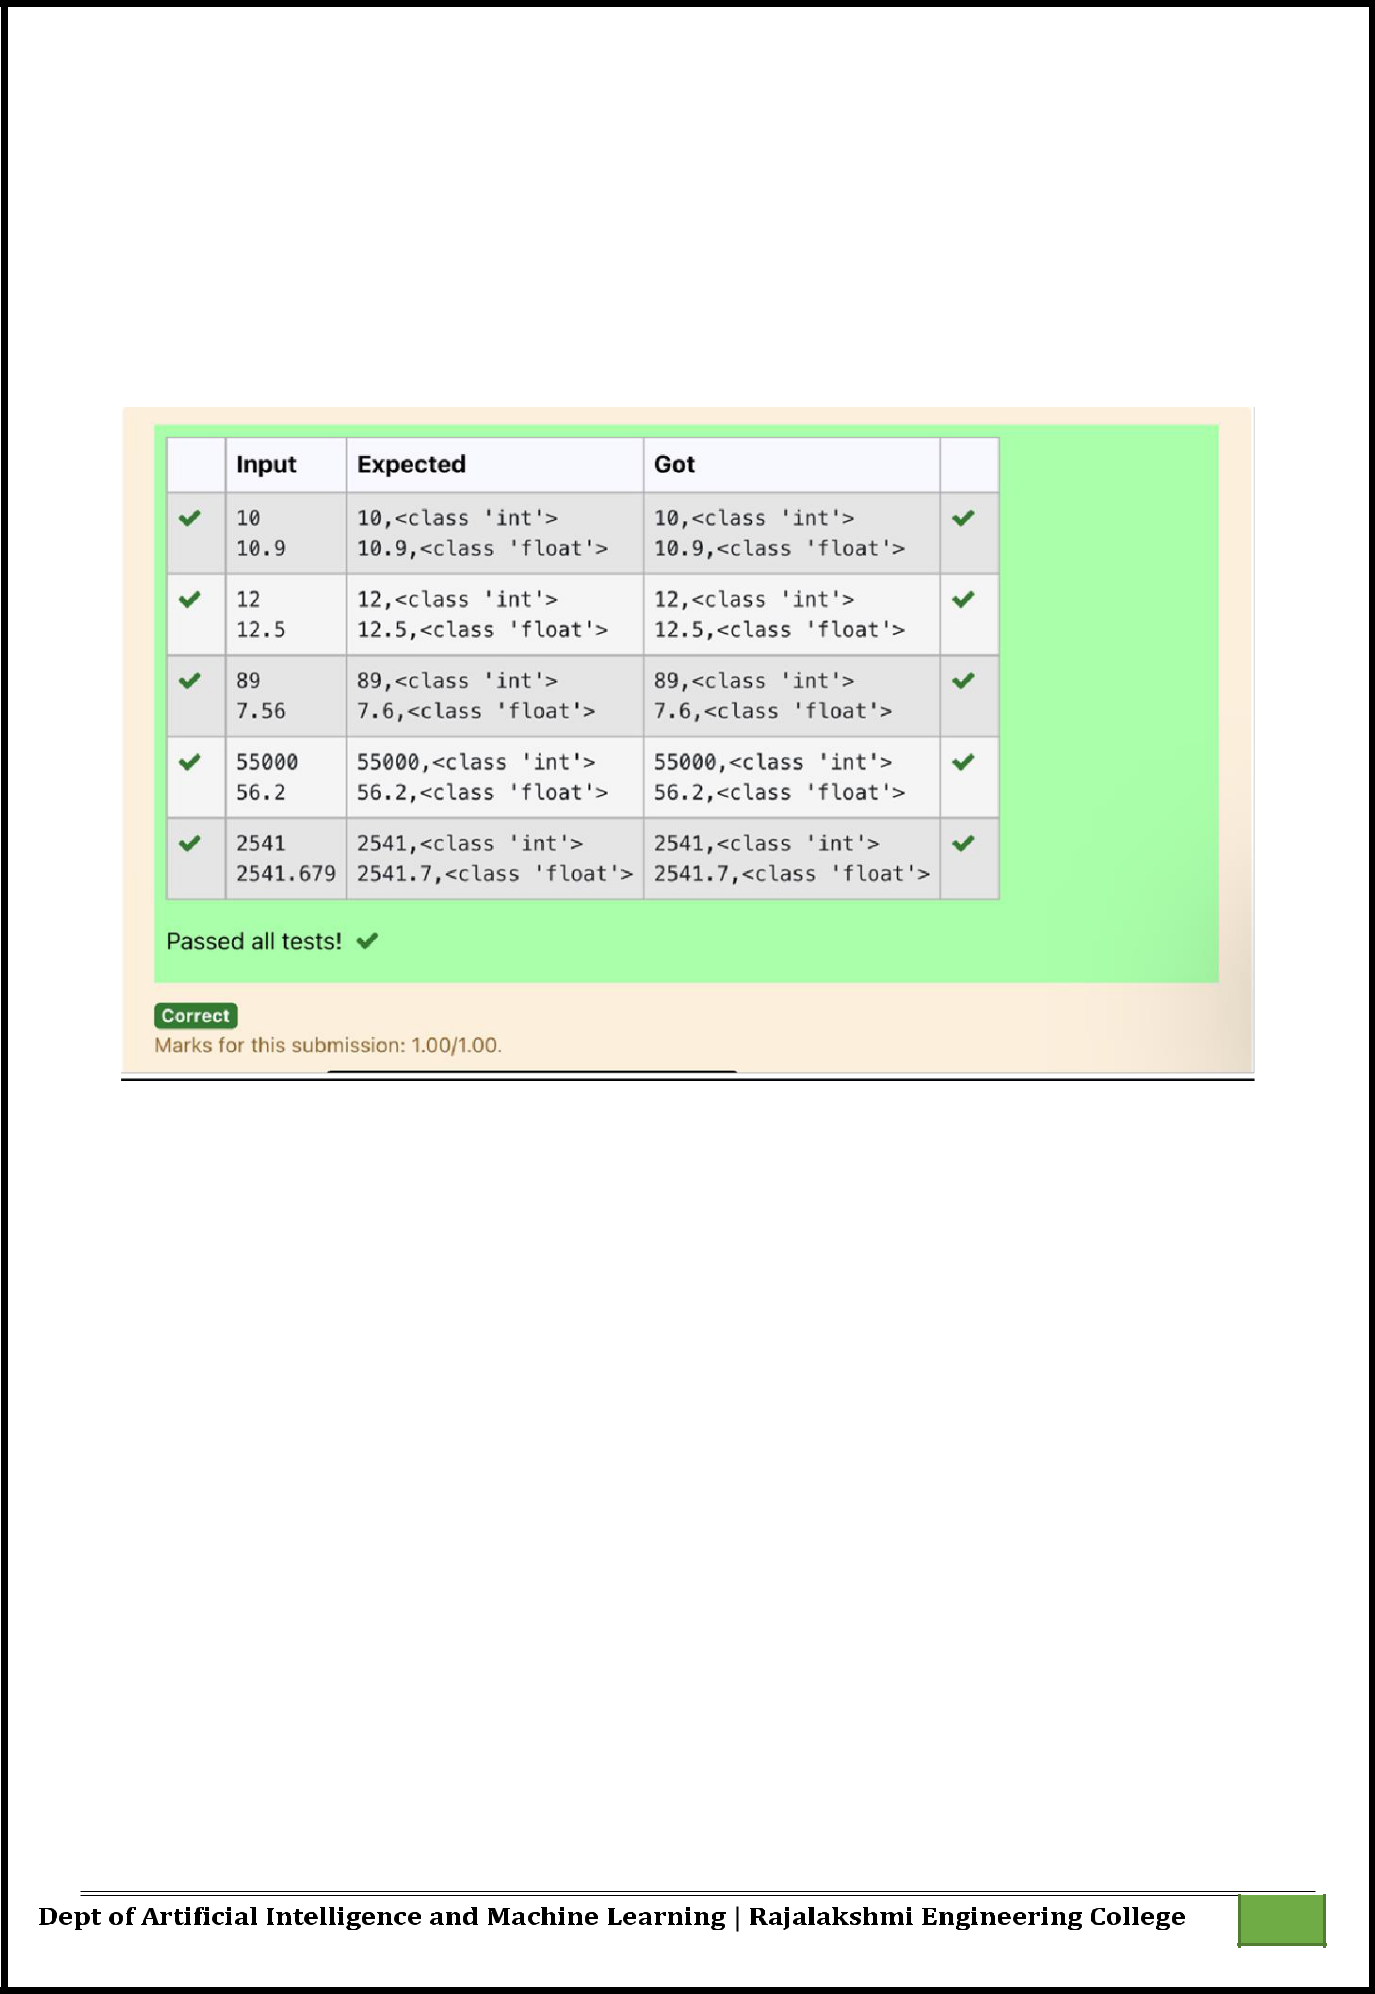 Input Expected Got
10 10,<class 'int'> 10,<class 'int'>
10.9 10.9,<class 'float'> 10.9,<class 'float'>
12 12,<class 'int'> 12,<class 'int'>
12.5 12.5,<class 'float'> 12.5,<class 'float'>
89 89,<class 'int'> 89,<class 'int'>
7.56 7.6,<class 'float'> 7.6,<class 'float'>
55000 55000,<class 'int'> 55000,<class 'int'>
56.2 56.2,<class 'float'> 56.2,<class 'float'>
2541 2541,<class 'int'> 2541,<class 'int'>
2541.679 2541.7,<class 'float'> 2541.7,<class 'float'>
Passed all tests!
Correct
Marks for this submission: 1.00/1.00.
Dept of Artificial Intelligence and Machine Learning | Rajalakshmi Engineering College